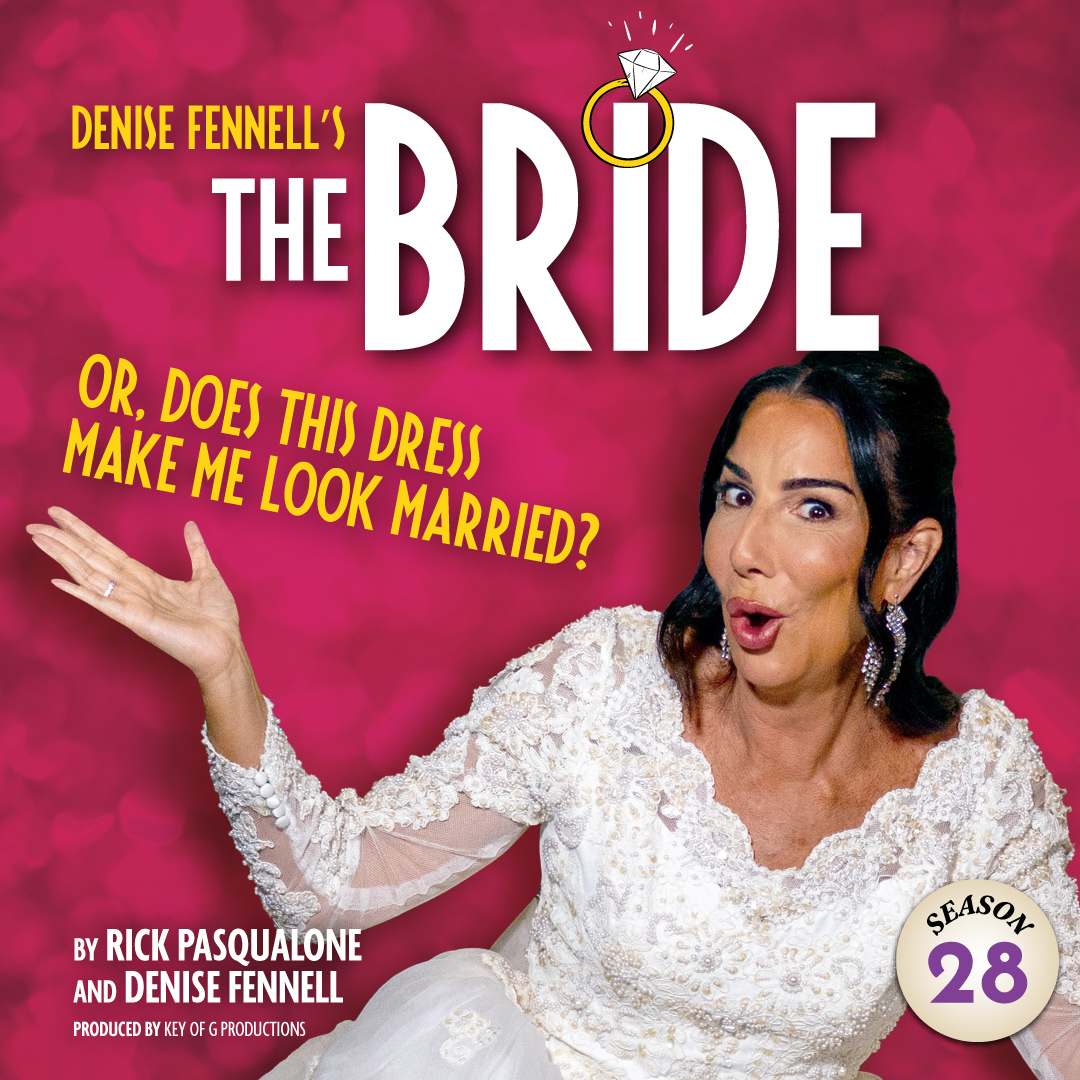 DENISE FENNELL'S
THE BRIDE
OR, DOES THIS DRESS
MAKE ME LOOK MARRIED?
BY RICK PASQUALONE
AND DENISE FENNELL
PRODUCED BY KEY OF G PRODUCTIONS
SEASON
28